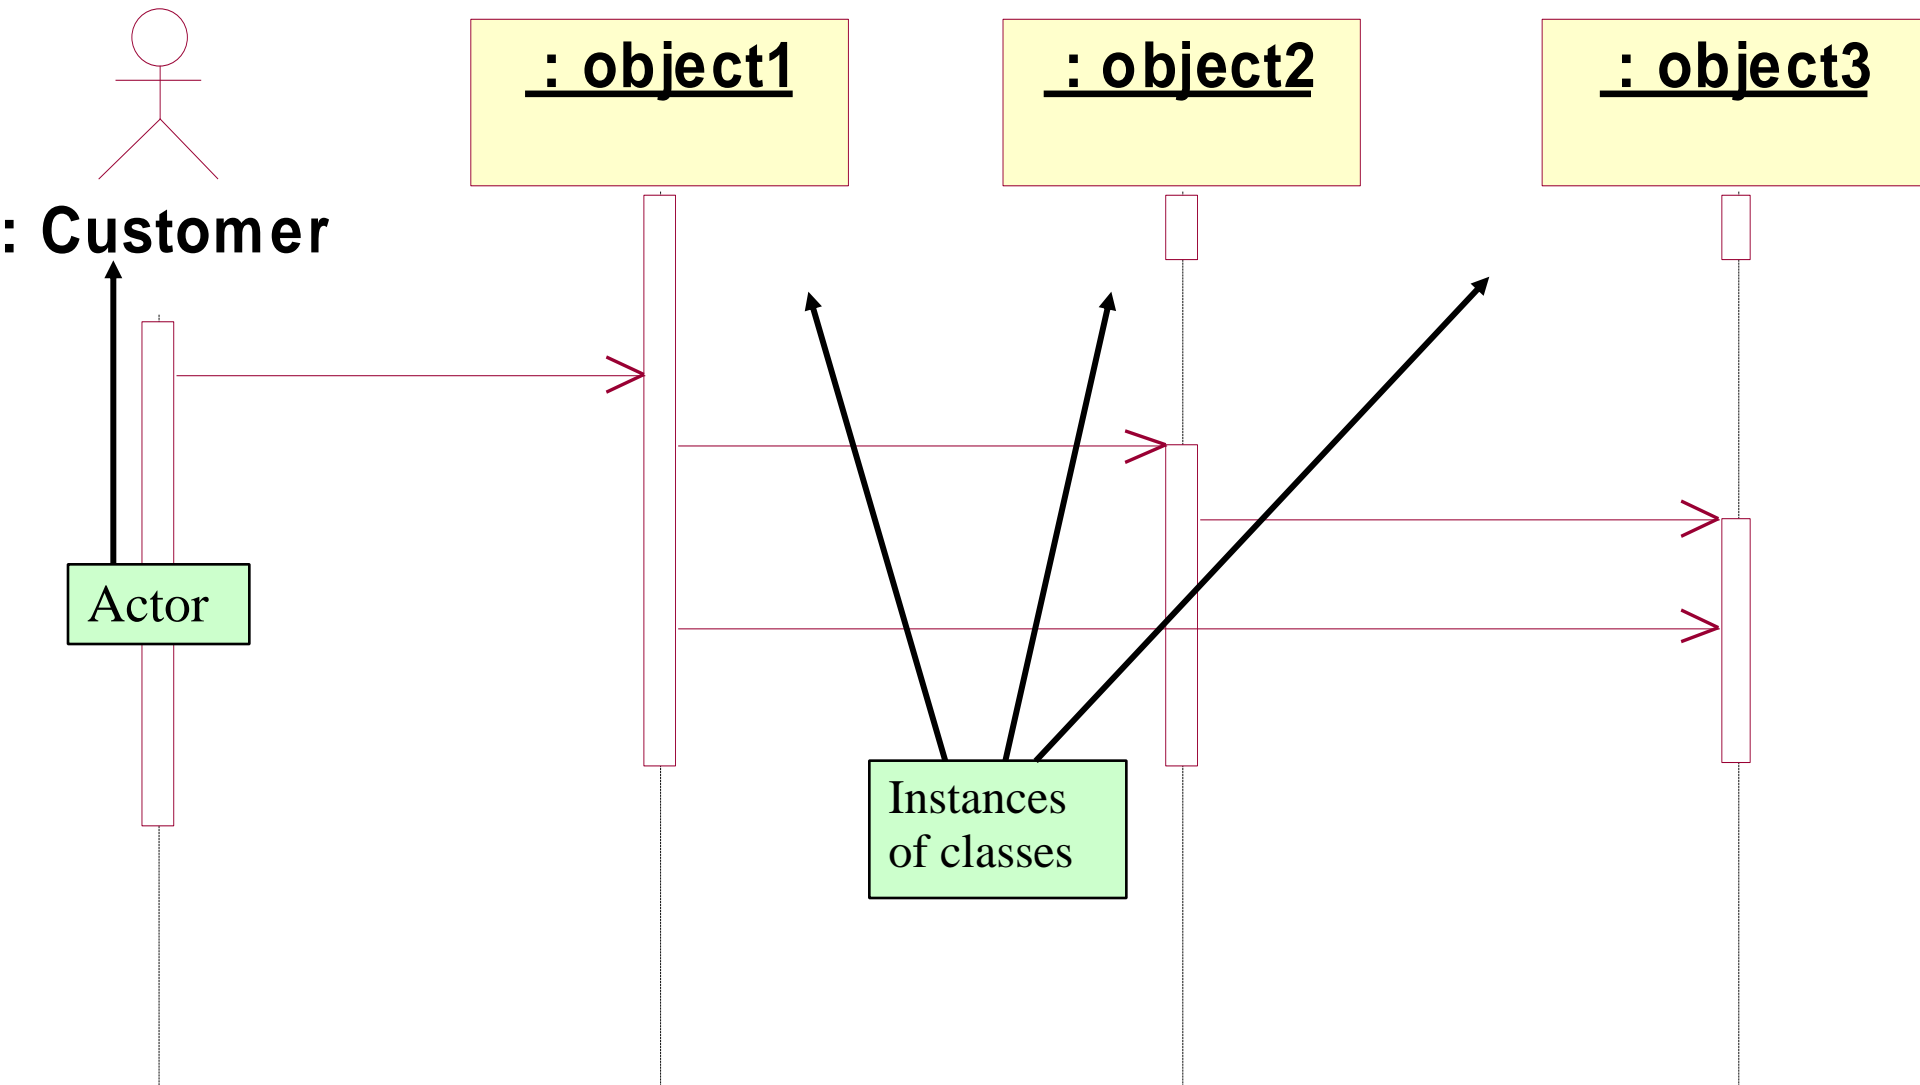 : object1
: object2
: object3
: Customer
Actor
Instances
of classes